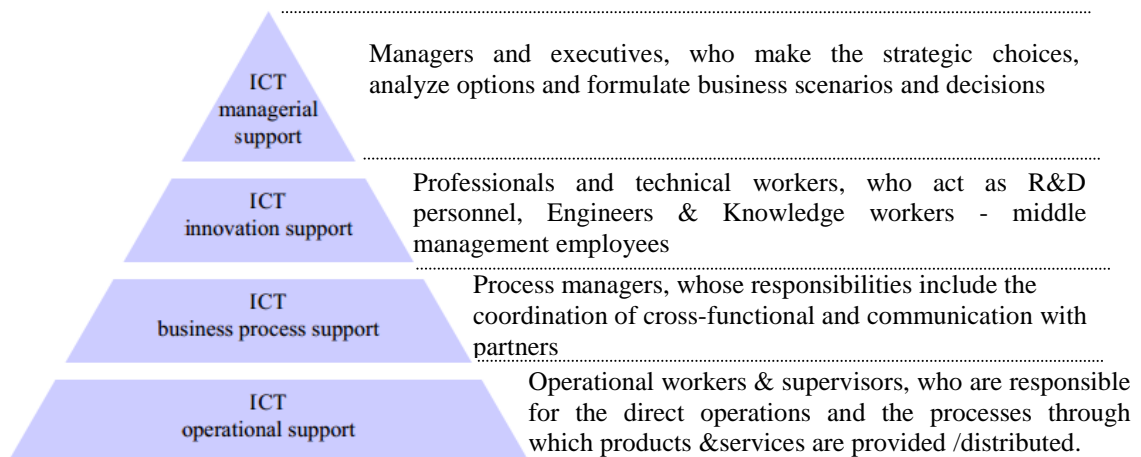 ICT
managerial
support
Managers and executives, who make the strategic choices,
analyze options and formulate business scenarios and decisions
ICT
innovation support
Professionals and technical workers, who act as R&D
personnel, Engineers & Knowledge workers - middle
management employees
ICT
business process support
Process managers, whose responsibilities include the
coordination of cross-functional and communication with
partners
ICT
operational support
Operational workers & supervisors, who are responsible
for the direct operations and the processes through
which products &services are provided /distributed.